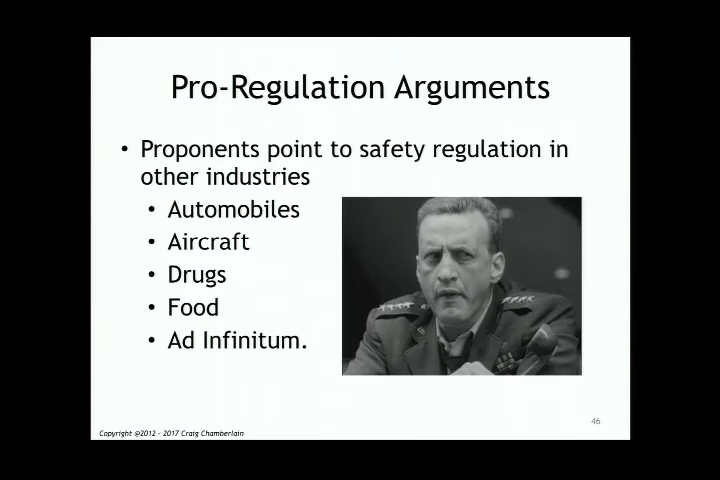 Pro-Regulation Arguments
• Proponents point to safety regulation in
other industries
• Automobiles
• Aircraft
• Drugs
• Food
• Ad Infinitum.
46
Copyright @2012 - 2017 Craig Chamberlain